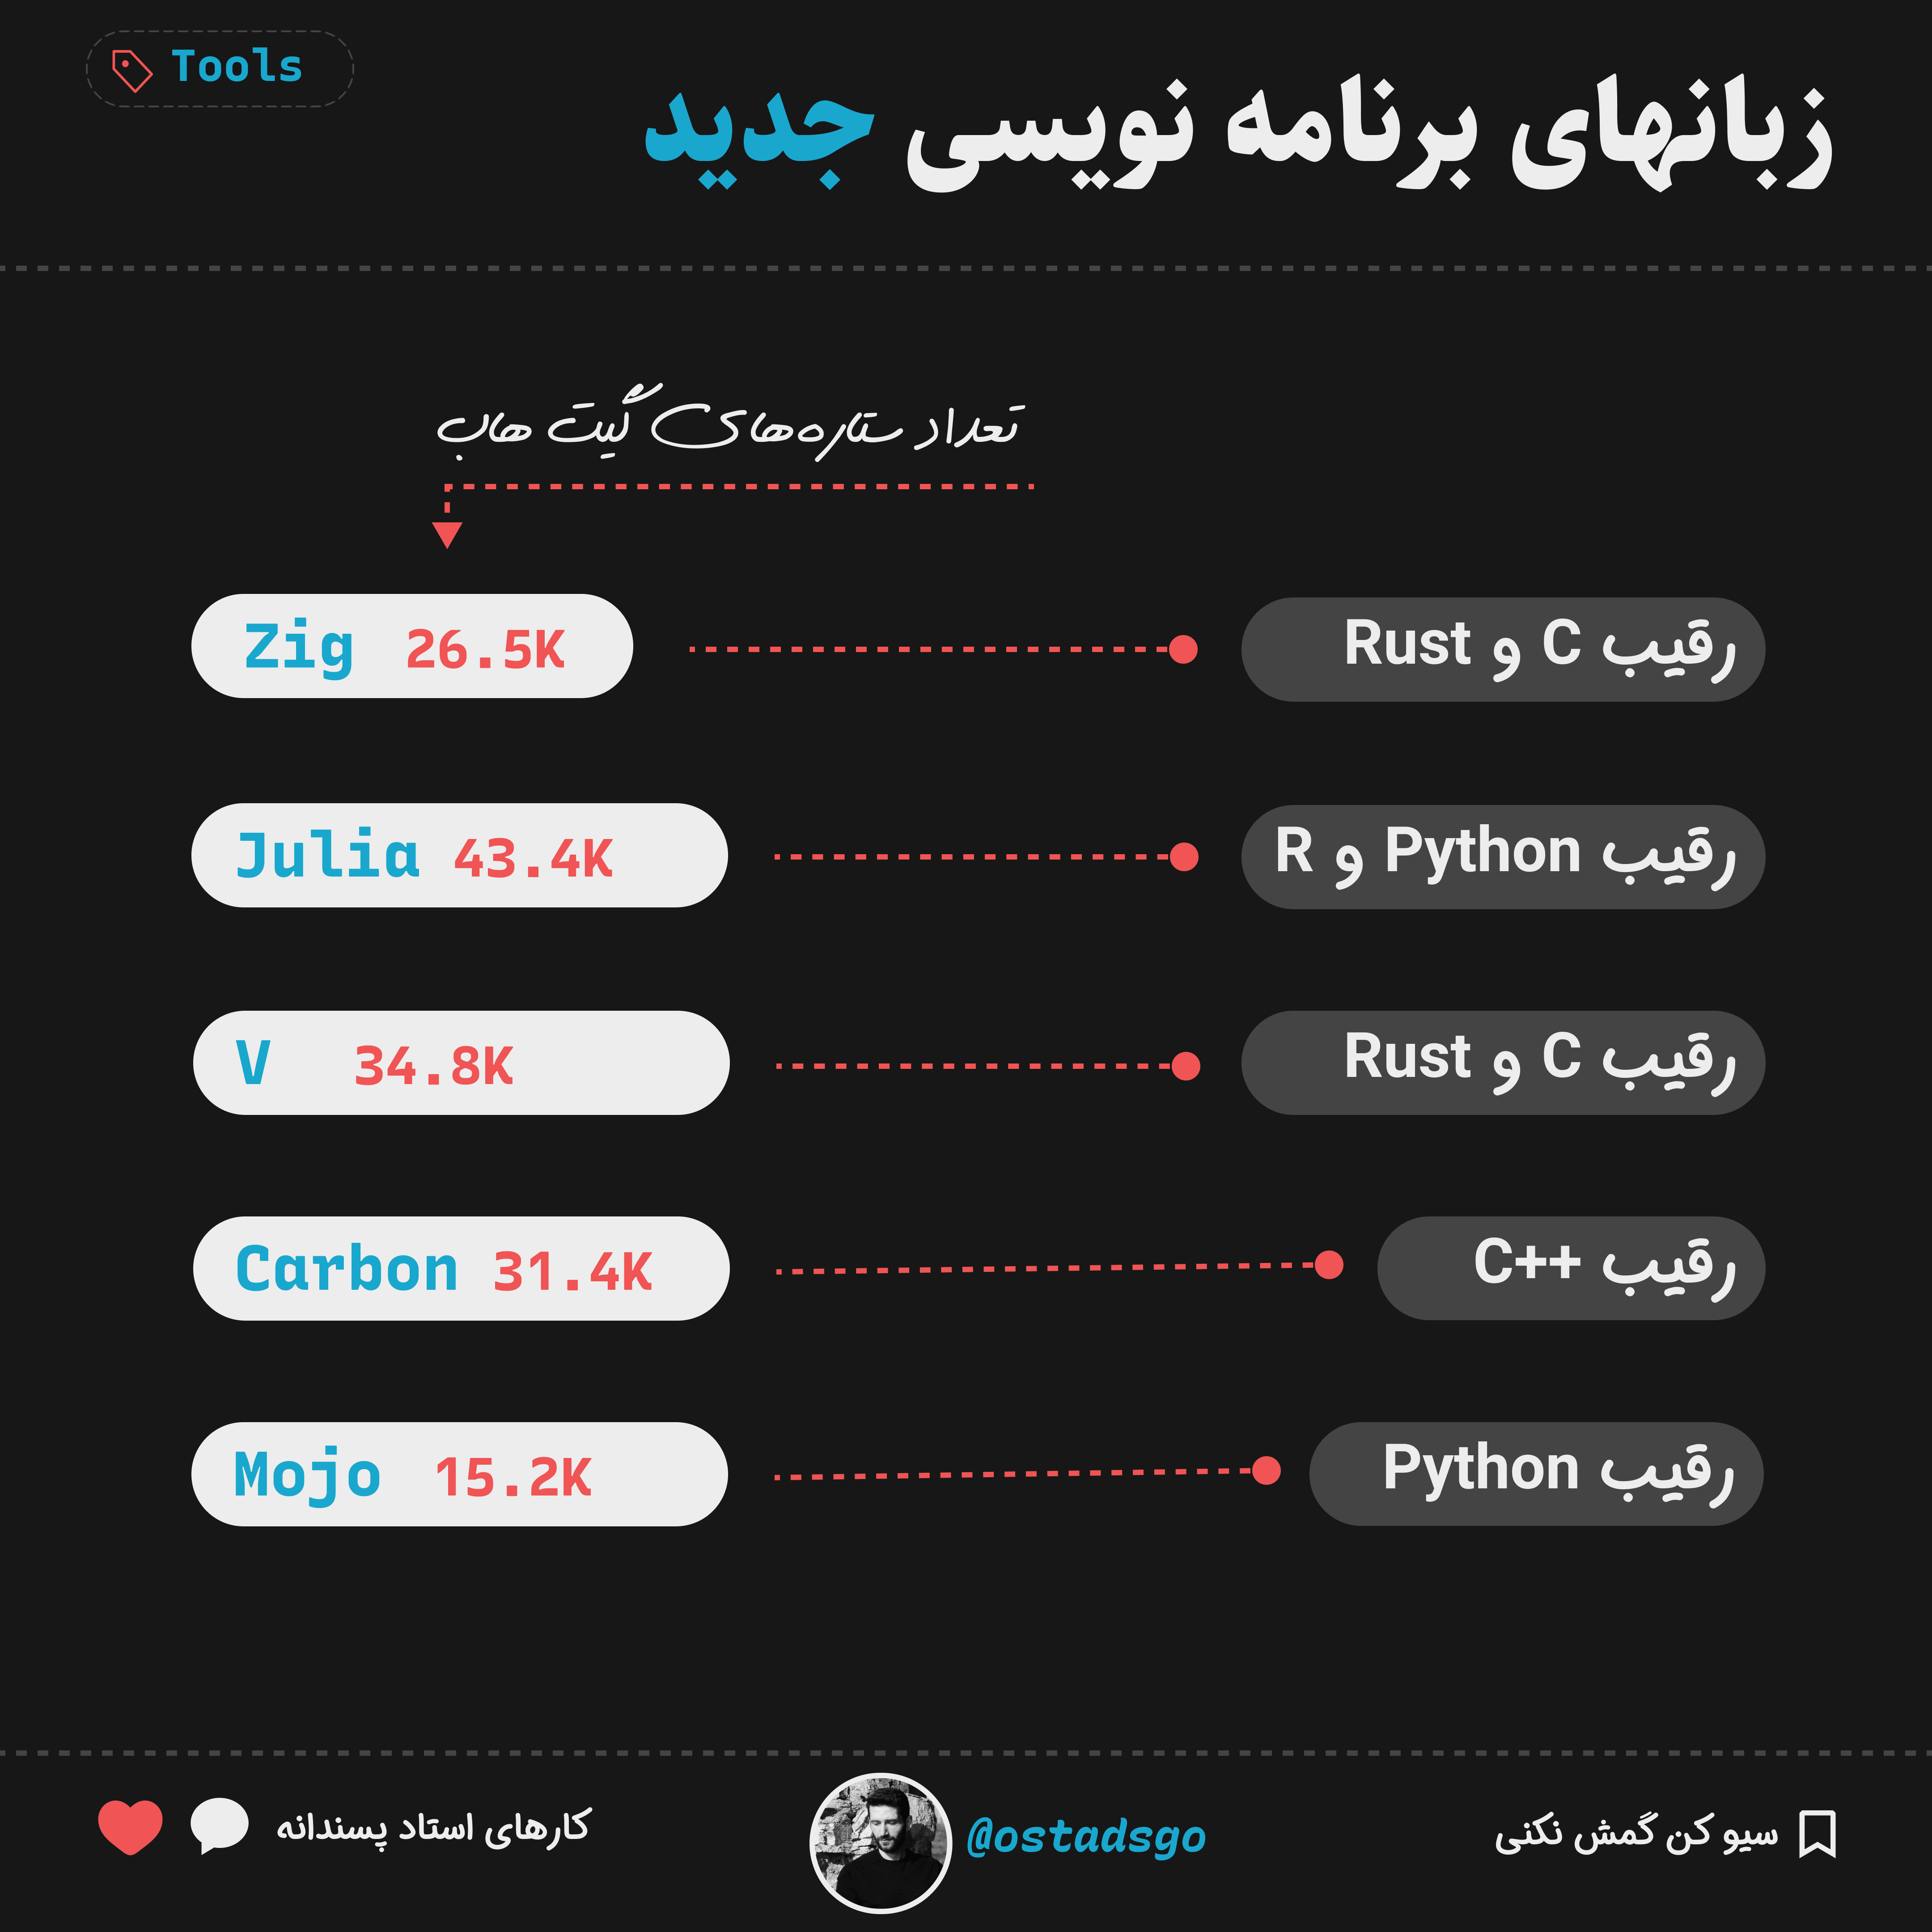 Tools
زبانهای برنامه نویسی جدید
تعداد ستاره های گیت هاب
رقیب C و Rust
Zig 26.5K
رقیب Python و R
Julia 43.4K
رقیب C و Rust
V 34.8K
رقیب C++
Carbon 31.4K
رقیب Python
Mojo 15.2K
سیو کن گمش نکنی
@ostadsgo
کارهای استاد پسندانه